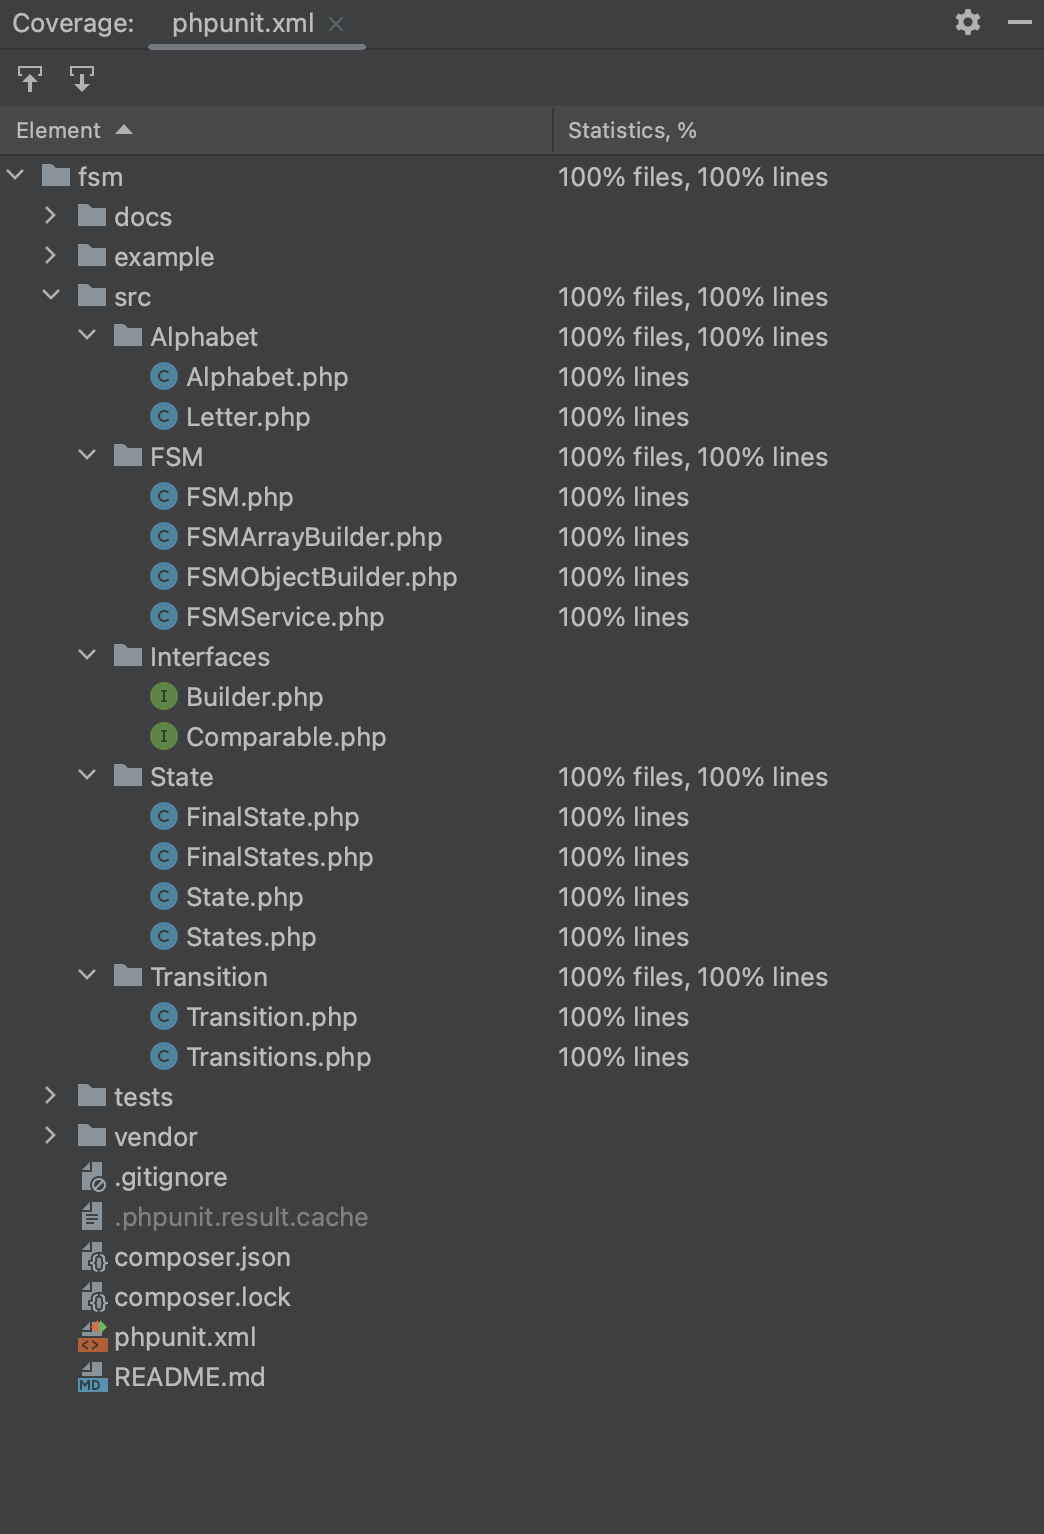 Coverage: phpunit.xml
Element Statistics, %
fsm 100% files, 100% lines
docs
example
src 100% files, 100% lines
Alphabet 100% files, 100% lines
C Alphabet.php 100% lines
C Letter.php 100% lines
FSM 100% files, 100% lines
C FSM.php 100% lines
C FSMArrayBuilder.php 100% lines
C FSMObjectBuilder.php 100% lines
C FSMService.php 100% lines
Interfaces
I Builder.php
I Comparable.php
State 100% files, 100% lines
C FinalState.php 100% lines
C FinalStates.php 100% lines
C State.php 100% lines
C States.php 100% lines
Transition 100% files, 100% lines
C Transition.php 100% lines
C Transitions.php 100% lines
tests
vendor
.gitignore
.phpunit.result.cache
{} composer.json
{} composer.lock
<> phpunit.xml
MD README.md